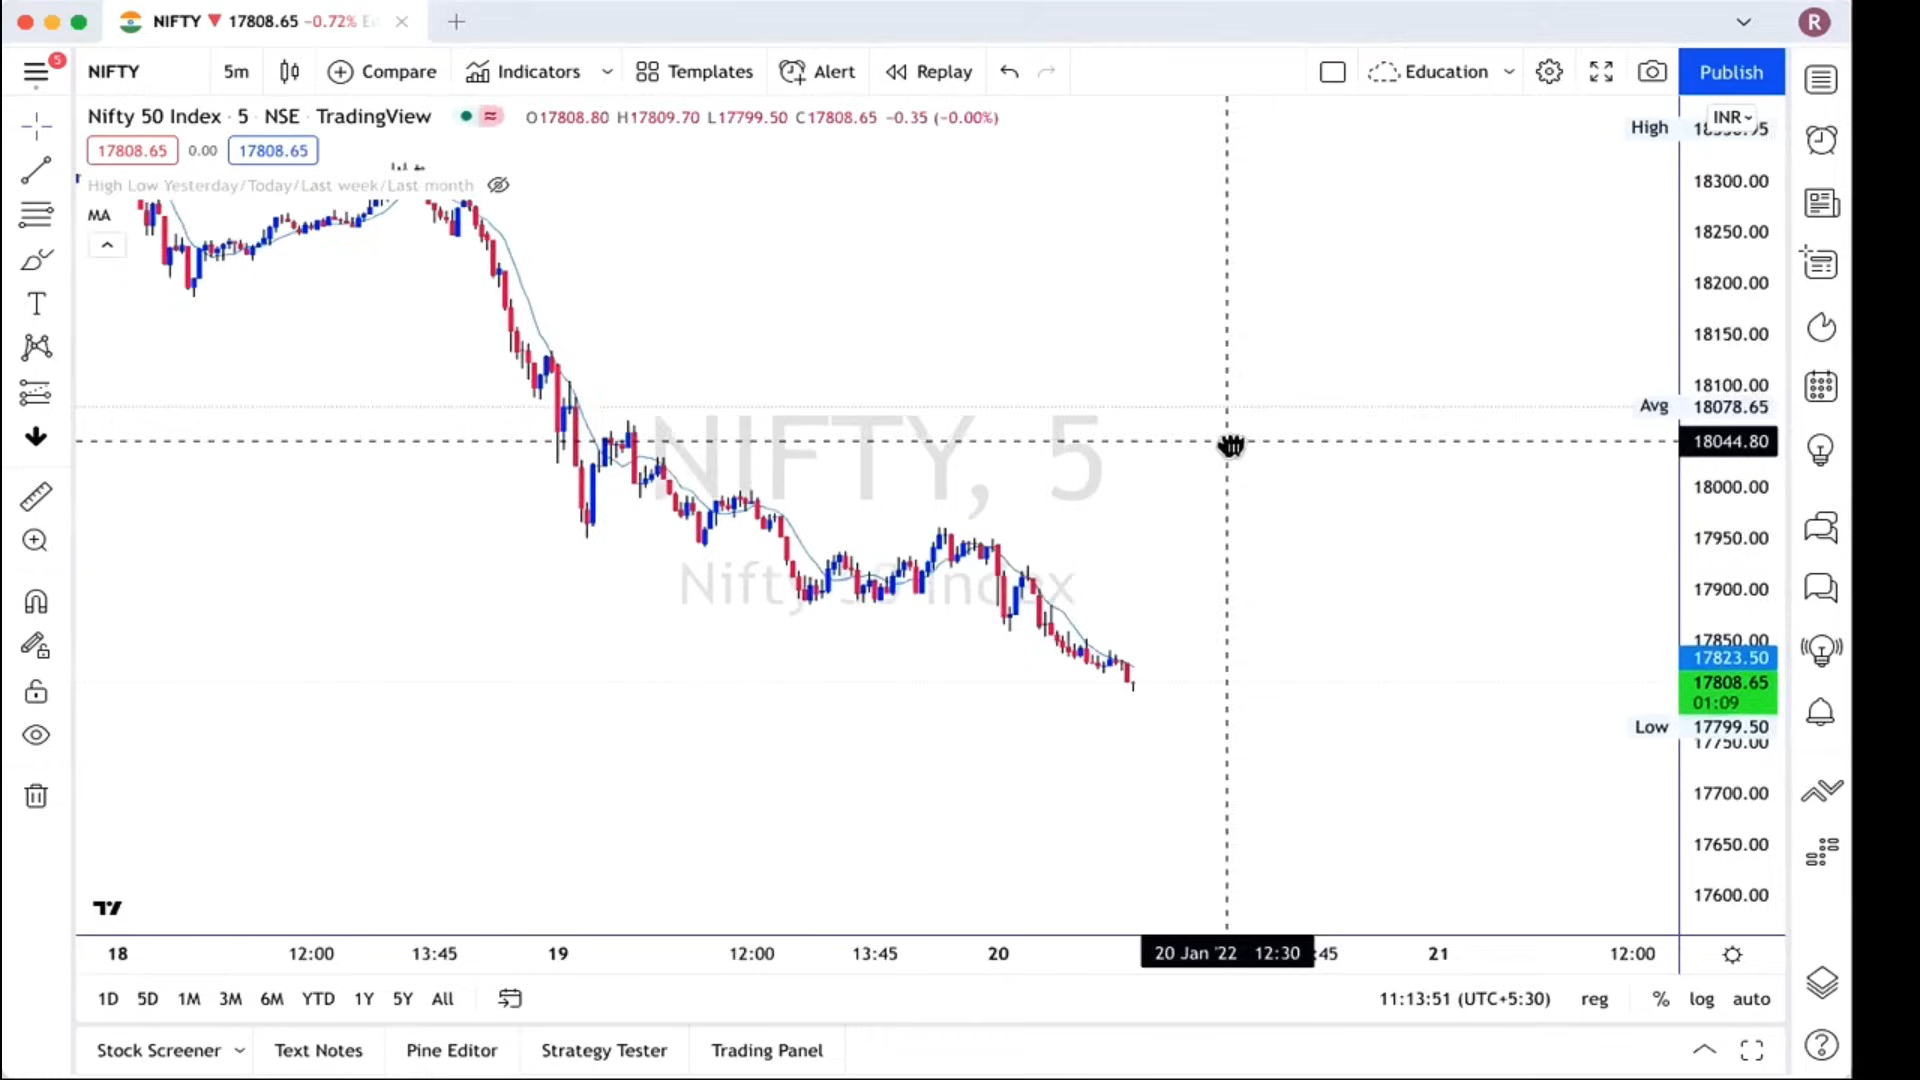 NIFTY ▼ 17808.65 −0.72%
R
5
NIFTY 5m Compare Indicators Templates Alert Replay Education Publish
Nifty 50 Index · 5 · NSE TradingView O17808.80 H17809.70 L17799.50 C17808.65 −0.35 (−0.00%)
INR
17808.65 0.00 17808.65
High Low Yesterday/Today/Last week/Last month
MA
High
18300.00
18250.00
18200.00
18150.00
18100.00
Avg 18078.65
18044.80
18000.00
17950.00
17900.00
17850.00
17823.50
17808.65
01:09
Low 17799.50
17750.00
17700.00
17650.00
17600.00
NIFTY, 5
Nifty 50 Index
18 12:00 13:45 19 12:00 13:45 20 20 Jan '22 12:30 :45 21 12:00
1D 5D 1M 3M 6M YTD 1Y 5Y All 11:13:51 (UTC+5:30) reg % log auto
Stock Screener Text Notes Pine Editor Strategy Tester Trading Panel